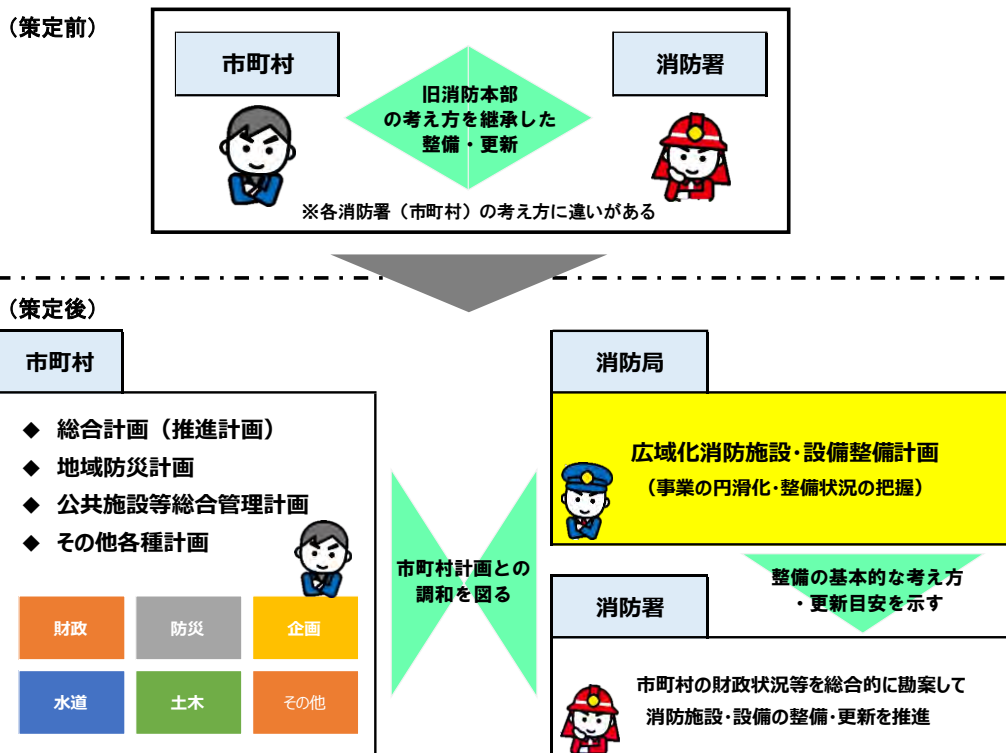 （策定前）
市町村
消防署
旧消防本部
の考え方を継承した
整備・更新
※各消防署（市町村）の考え方に違いがある
（策定後）
市町村
◆ 総合計画（推進計画）
◆ 地域防災計画
◆ 公共施設等総合管理計画
◆ その他各種計画
財政
防災
企画
水道
土木
その他
市町村計画との
調和を図る
消防局
広域化消防施設・設備整備計画
（事業の円滑化・整備状況の把握）
整備の基本的な考え方
・更新目安を示す
消防署
市町村の財政状況等を総合的に勘案して
消防施設・設備の整備・更新を推進